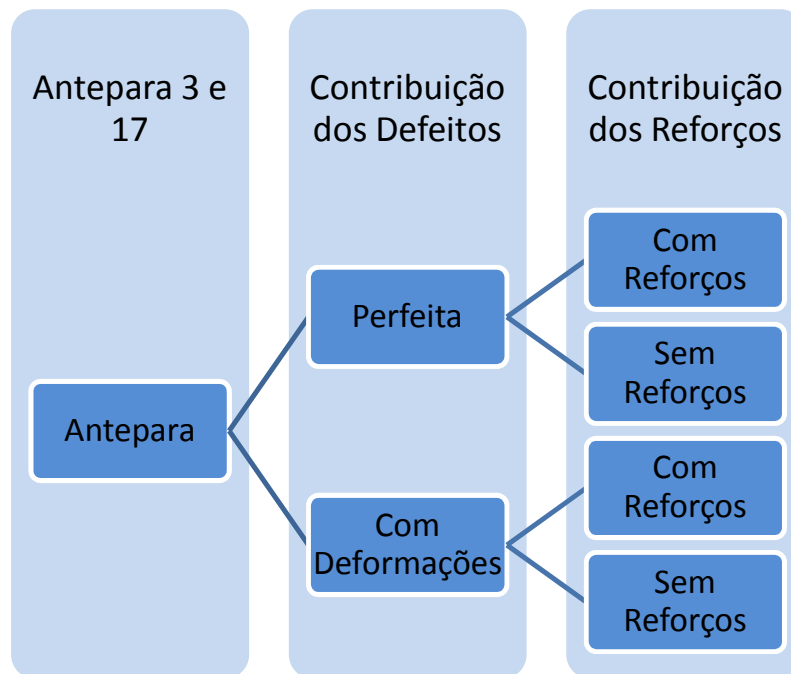 Antepara 3 e
17
Contribuição
dos Defeitos
Contribuição
dos Reforços
Antepara
Perfeita
Com
Deformações
Com
Reforços
Sem
Reforços
Com
Reforços
Sem
Reforços